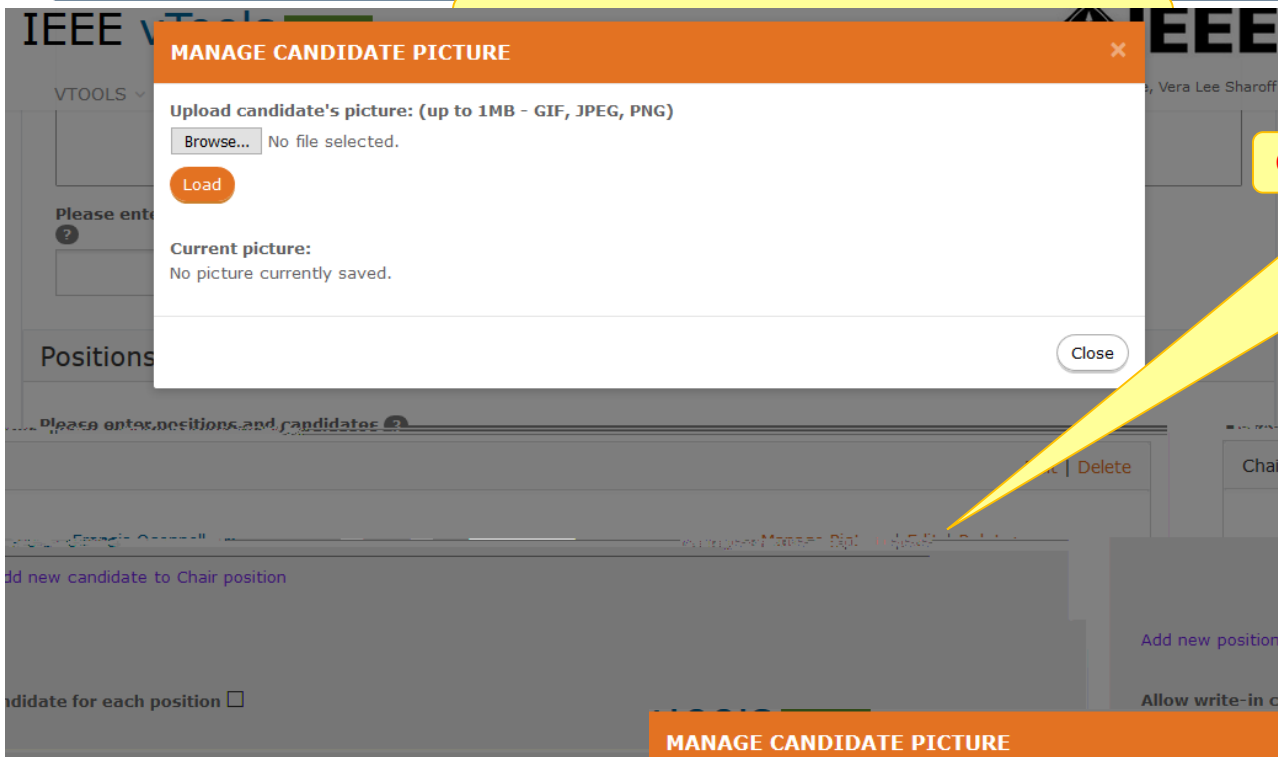 IEEE vTools
IEEE
MANAGE CANDIDATE PICTURE ×
VTOOLS
, Vera Lee Sharoff
Upload candidate's picture: (up to 1MB - GIF, JPEG, PNG)
Browse... No file selected.
Load
Please ente
?
Current picture:
No picture currently saved.
Positions
Close
Please enter positions and candidates ?
| Delete
Chai
dd new candidate to Chair position
Add new position
ndidate for each position
Allow write-in c
MANAGE CANDIDATE PICTURE